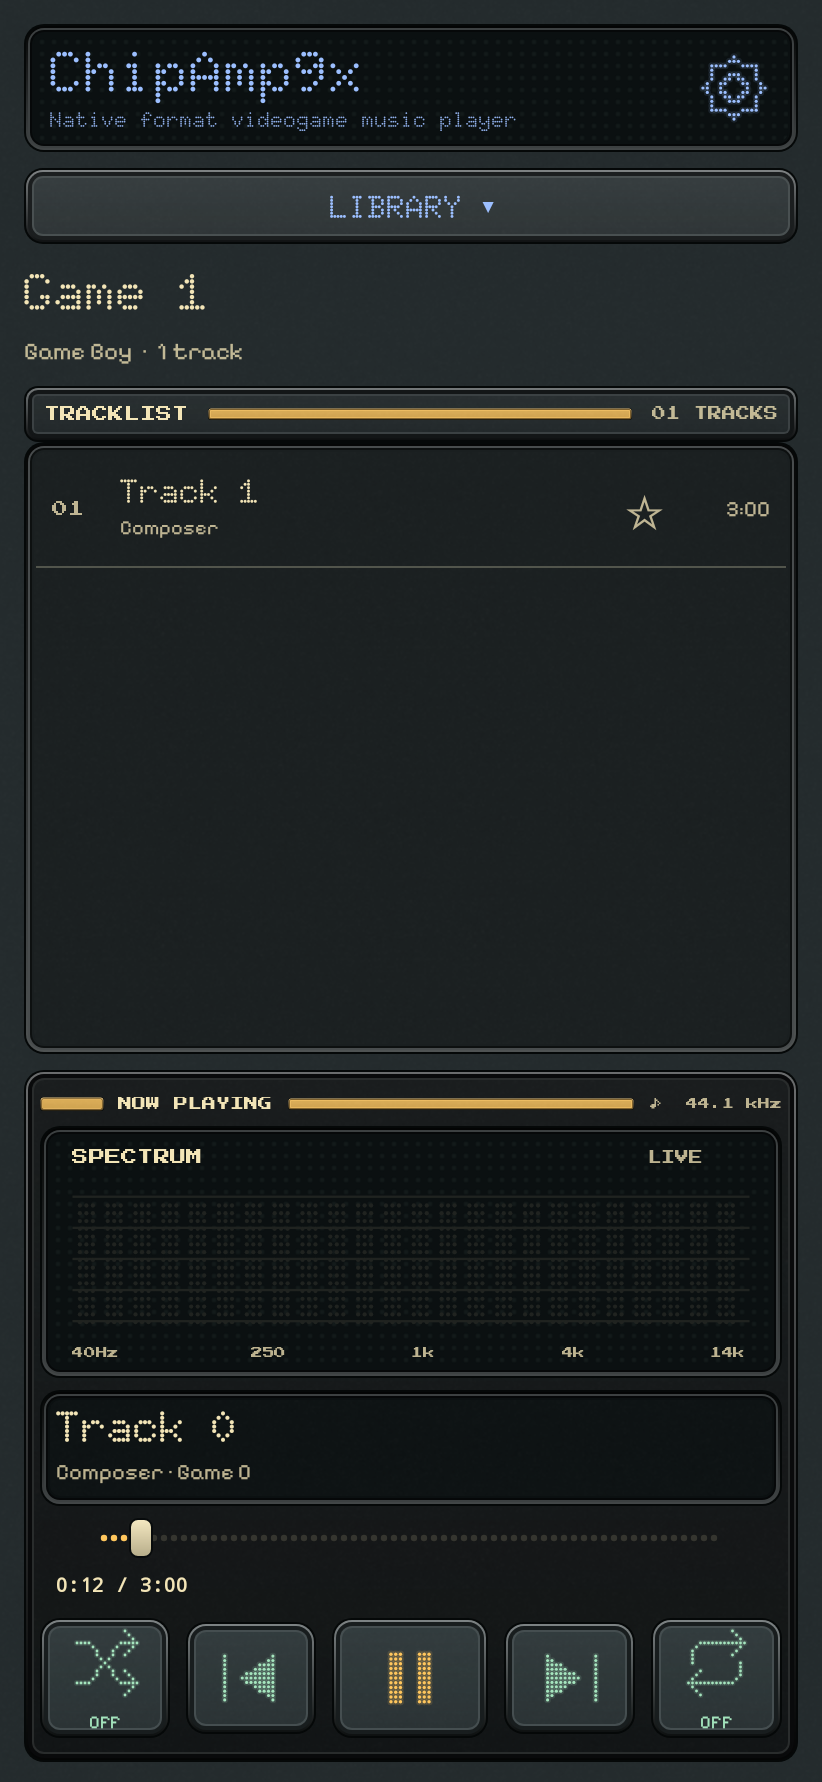 ChipAmp9x
Native format videogame music player
LIBRARY ▼
Game 1
Game Boy · 1 track
TRACKLIST 01 TRACKS
01 Track 1 ☆ 3:00
Composer
NOW PLAYING ♪ 44.1 kHz
SPECTRUM LIVE
40Hz 250 1k 4k 14k
Track 0
Composer · Game 0
0:12 / 3:00
OFF OFF